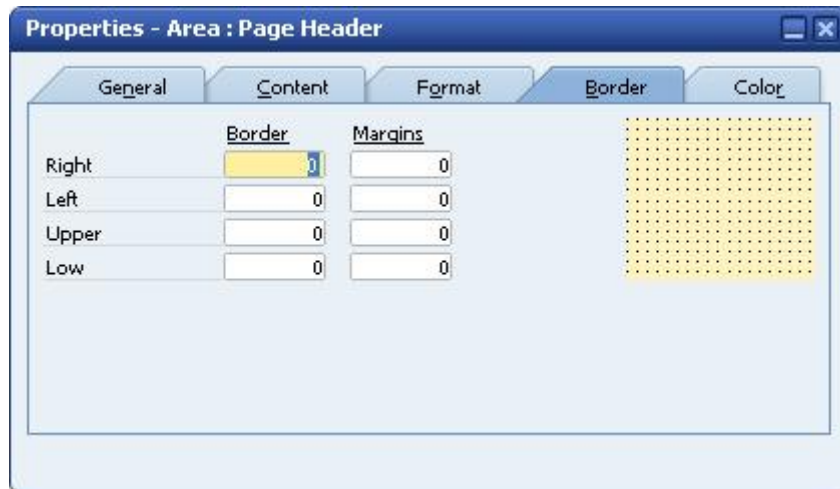 Properties - Area : Page Header
General Content Format Border Color
Border Margins
Right 0 0
Left 0 0
Upper 0 0
Low 0 0